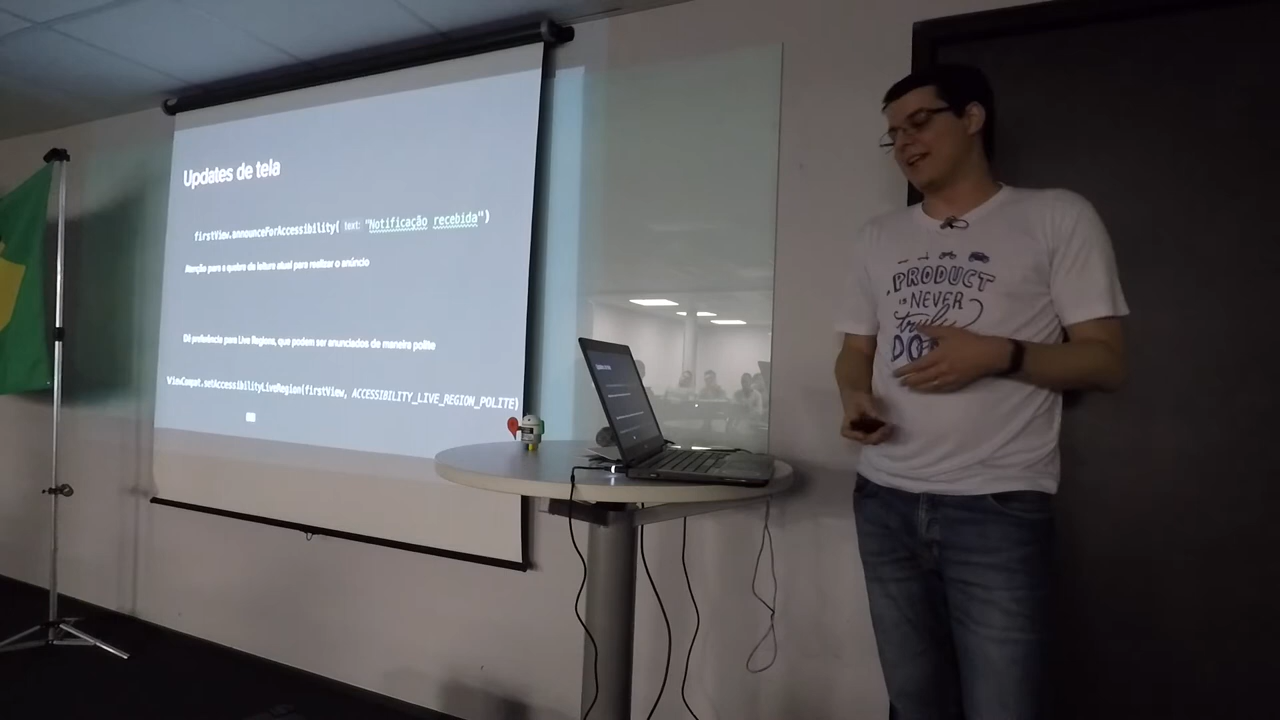 Updates de tela
firstView.announceForAccessibility( text: "Notificação recebida")
Atenção para a quebra da leitura atual para realizar o anúncio
Dê preferência para Live Regions, que podem ser anunciados de maneira polite
ViewCompat.setAccessibilityLiveRegion(firstView, ACCESSIBILITY_LIVE_REGION_POLITE)
PRODUCT
IS NEVER
truly